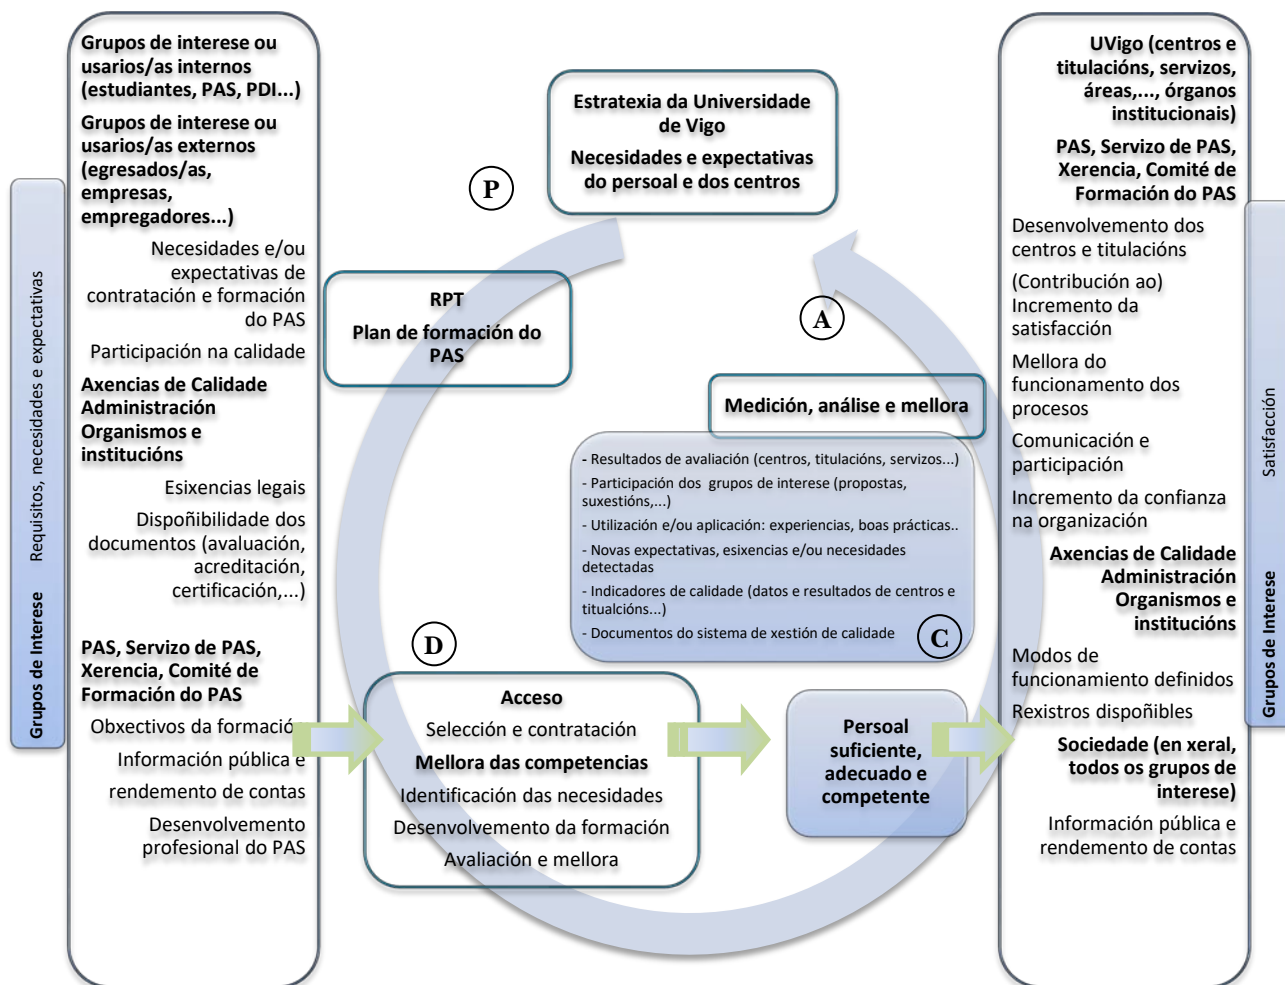 Grupos de Interese Requisitos, necesidades e expectativas
Grupos de interese ou
usarios/as internos
(estudiantes, PAS, PDI...)
Grupos de interese ou
usarios/as externos
(egresados/as,
empresas,
empregadores...)
Necesidades e/ou
expectativas de
contratación e formación
do PAS
Participación na calidade
Axencias de Calidade
Administración
Organismos e
institucións
Esixencias legais
Dispoñibilidade dos
documentos (avaluación,
acreditación,
certificación,...)
PAS, Servizo de PAS,
Xerencia, Comité de
Formación do PAS
Obxectivos da formación
Información pública e
rendemento de contas
Desenvolvemento
profesional do PAS
P
Estratexia da Universidade
de Vigo
Necesidades e expectativas
do persoal e dos centros
RPT
Plan de formación do
PAS
A
Medición, análise e mellora
- Resultados de avaliación (centros, titulacións, servizos...)
- Participación dos grupos de interese (propostas,
suxestións,...)
- Utilización e/ou aplicación: experiencias, boas prácticas..
- Novas expectativas, esixencias e/ou necesidades
detectadas
- Indicadores de calidade (datos e resultados de centros e
titualcións...)
- Documentos do sistema de xestión de calidade
C
D
Acceso
Selección e contratación
Mellora das competencias
Identificación das necesidades
Desenvolvemento da formación
Avaliación e mellora
Persoal
suficiente,
adecuado e
competente
UVigo (centros e
titulacións, servizos,
áreas,..., órganos
institucionais)
PAS, Servizo de PAS,
Xerencia, Comité de
Formación do PAS
Desenvolvemento dos
centros e titulacións
(Contribución ao)
Incremento da
satisfacción
Mellora do
funcionamento dos
procesos
Comunicación e
participación
Incremento da confianza
na organización
Axencias de Calidade
Administración
Organismos e
institucións
Modos de
funcionamiento definidos
Rexistros dispoñibles
Sociedade (en xeral,
todos os grupos de
interese)
Información pública e
rendemento de contas
Grupos de Interese Satisfacción